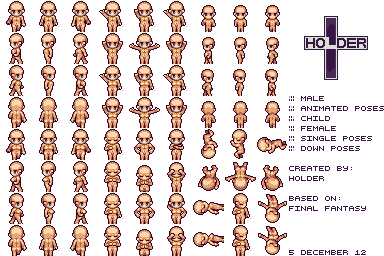 HOLDER
::: MALE
::: ANIMATED POSES
::: CHILD
::: FEMALE
::: SINGLE POSES
::: DOWN POSES
CREATED BY:
HOLDER
BASED ON:
FINAL FANTASY
5 DECEMBER 12